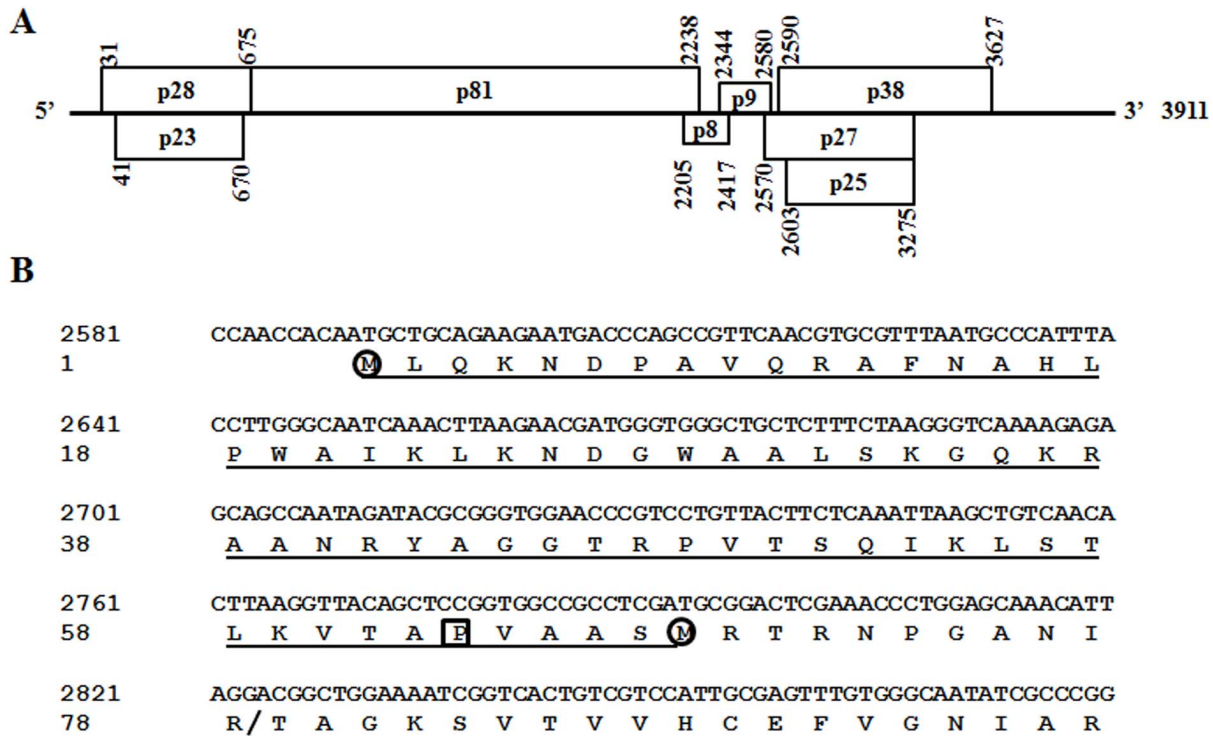 A
31 675 2238 2344 2580 2590 3627
p28 p81 p9 p38
5’ 3’ 3911
p23 p8 p27
p25
41 670 2205 2417 2570 2603 3275
B
2581 CCAACCACAATGCTGCAGAAGAATGACCCAGCCGTTCAACGTGCGTTTAATGCCCATTTA
1 M L Q K N D P A V Q R A F N A H L
2641 CCTTGGGCAATCAAACTTAAGAACGATGGGTGGGCTGCTCTTTCTAAGGGTCAAAAGAGA
18 P W A I K L K N D G W A A L S K G Q K R
2701 GCAGCCAATAGATACGCGGGTGGAACCCGTCCTGTTACTTCTCAAATTAAGCTGTCAACA
38 A A N R Y A G G T R P V T S Q I K L S T
2761 CTTAAGGTTACAGCTCCGGTGGCCGCCTCGATGCGGACTCGAAACCCTGGAGCAAACATT
58 L K V T A P V A A S M R T R N P G A N I
2821 AGGACGGCTGGAAAATCGGTCACTGTCGTCCATTGCGAGTTTGTGGGCAATATCGCCCGG
78 R/T A G K S V T V V H C E F V G N I A R